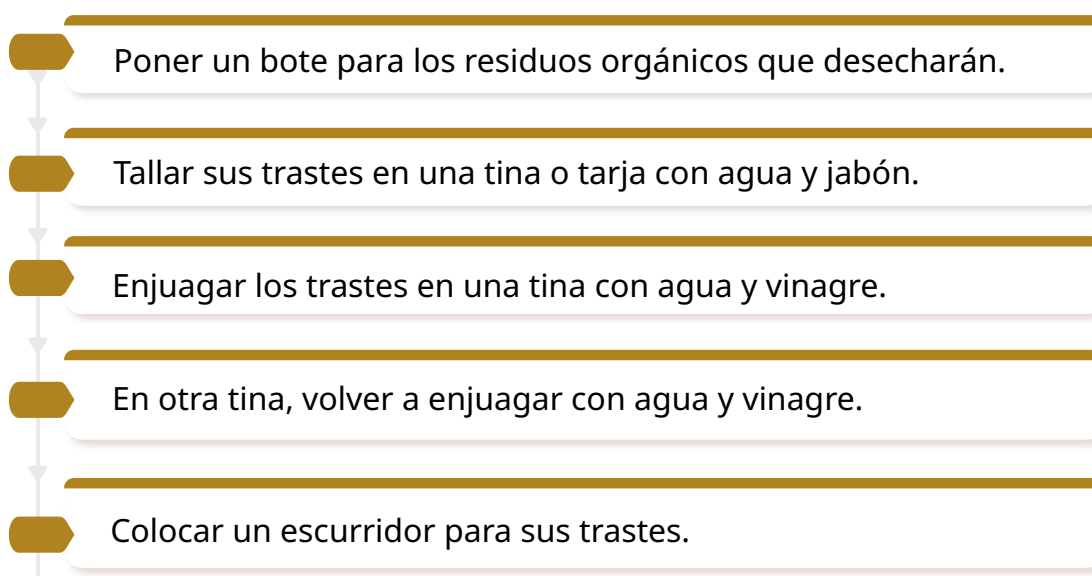 Poner un bote para los residuos orgánicos que desecharán.
Tallar sus trastes en una tina o tarja con agua y jabón.
Enjuagar los trastes en una tina con agua y vinagre.
En otra tina, volver a enjuagar con agua y vinagre.
Colocar un escurridor para sus trastes.